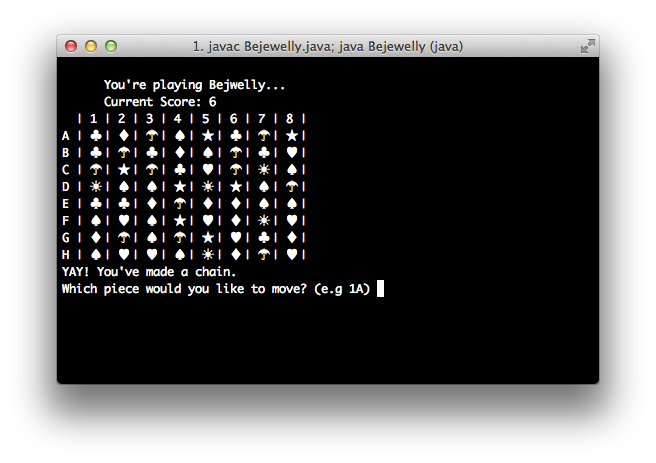 1. javac Bejewelly.java; java Bejewelly (java)
You're playing Bejwelly...
Current Score: 6
| 1 | 2 | 3 | 4 | 5 | 6 | 7 | 8 |
A | ♣ | ♦ | ☂ | ♠ | ★ | ♣ | ☂ | ★ |
B | ♣ | ☂ | ♣ | ♦ | ♠ | ☂ | ♣ | ♥ |
C | ☂ | ★ | ☂ | ♣ | ♥ | ☂ | ☀ | ♠ |
D | ☀ | ♠ | ♠ | ★ | ☀ | ★ | ♠ | ☂ |
E | ♣ | ♣ | ♦ | ☂ | ♦ | ♦ | ♠ | ♠ |
F | ♠ | ♥ | ♠ | ★ | ♥ | ♦ | ☀ | ♥ |
G | ♦ | ☂ | ♠ | ☂ | ★ | ♥ | ♣ | ♦ |
H | ♠ | ♥ | ♥ | ♠ | ☀ | ♦ | ☂ | ♥ |
YAY! You've made a chain.
Which piece would you like to move? (e.g 1A)